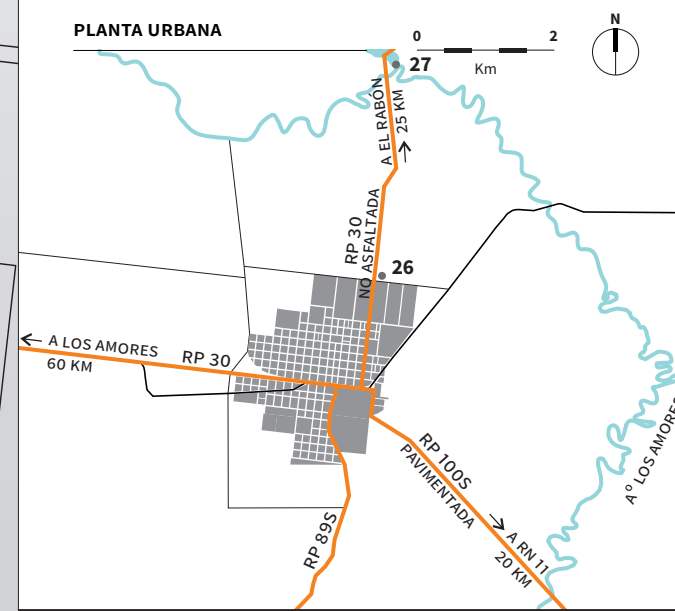 PLANTA URBANA
0 2
Km
N
27
A EL RABÓN
25 KM
RP 30
NO ASFALTADA
26
A LOS AMORES
60 KM
RP 30
RP 100S
PAVIMENTADA
A RN 11
20 KM
RP 89S
Aº LOS AMORES